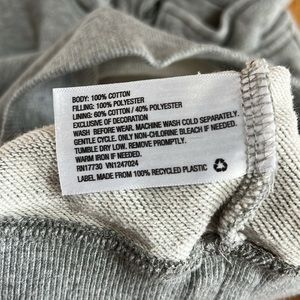 BODY: 100% COTTON
FILLING: 100% POLYESTER
LINING: 60% COTTON / 40% POLYESTER
EXCLUSIVE OF DECORATION
WASH BEFORE WEAR. MACHINE WASH COLD SEPARATELY.
GENTLE CYCLE. ONLY NON-CHLORINE BLEACH IF NEEDED.
TUMBLE DRY LOW. REMOVE PROMPTLY.
WARM IRON IF NEEDED.
RN17730 VN1247024
LABEL MADE FROM 100% RECYCLED PLASTIC